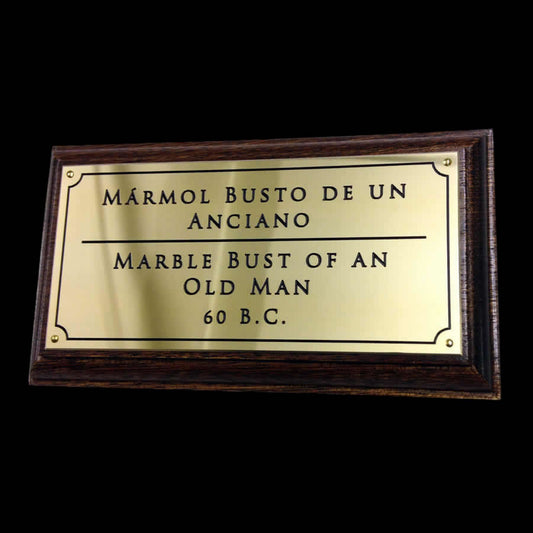 Mármol Busto de un
Anciano
Marble Bust of an
Old Man
60 B.C.